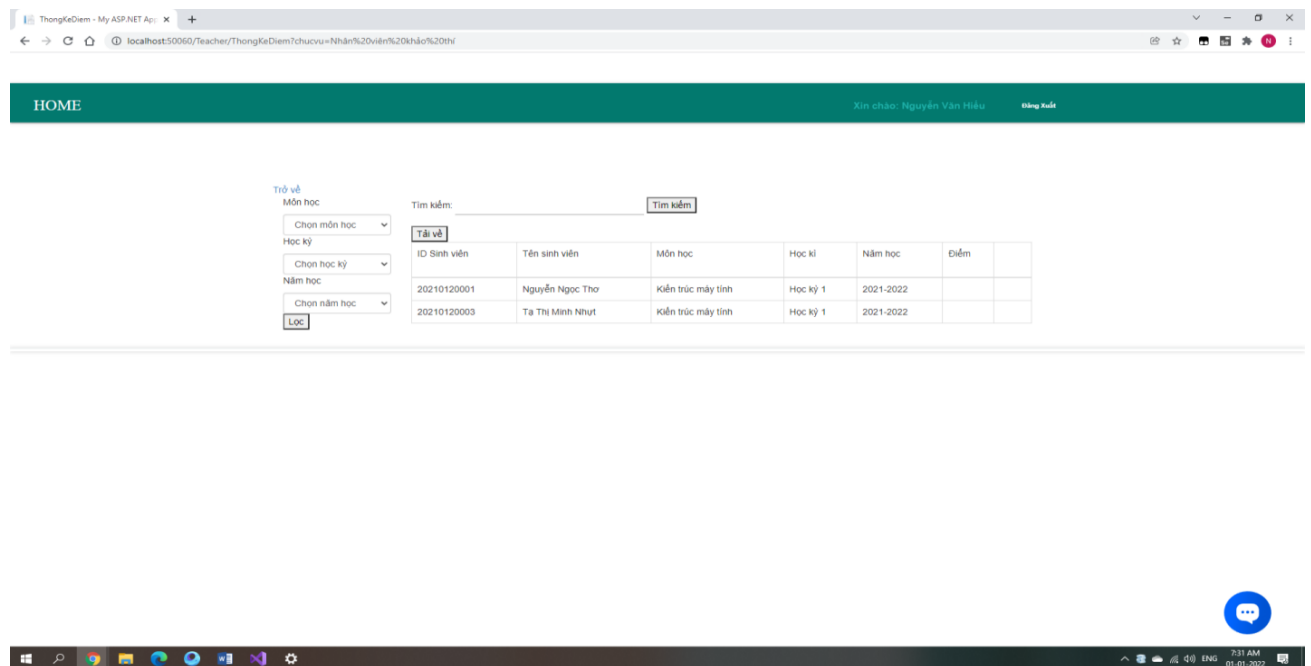 ThongKeDiem - My ASP.NET Ap
localhost:50060/Teacher/ThongKeDiem?chucvu=Nhân%20viên%20khảo%20thí
N
HOME
Xin chào: Nguyễn Văn Hiếu
Đăng Xuất
Trở về
Môn học
Chọn môn học
Học ký
Chọn học ký
Năm học
Chọn năm học
Lọc
Tìm kiếm:
Tìm kiếm
Tải về
ID Sinh viên Tên sinh viên Môn học Học kì Năm học Điểm
20210120001 Nguyễn Ngọc Thơ Kiến trúc máy tính Học kỳ 1 2021-2022
20210120003 Tạ Thị Minh Nhựt Kiến trúc máy tính Học kỳ 1 2021-2022
ENG
7:31 AM
01-01-2022